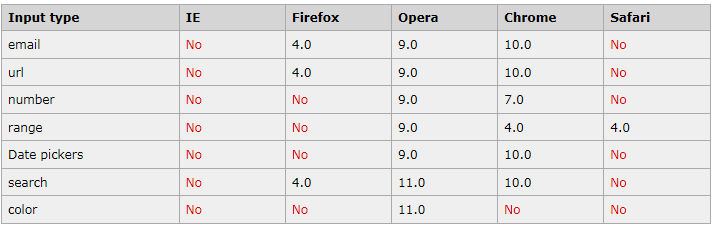 Input type IE Firefox Opera Chrome Safari
email No 4.0 9.0 10.0 No
url No 4.0 9.0 10.0 No
number No No 9.0 7.0 No
range No No 9.0 4.0 4.0
Date pickers No No 9.0 10.0 No
search No 4.0 11.0 10.0 No
color No No 11.0 No No